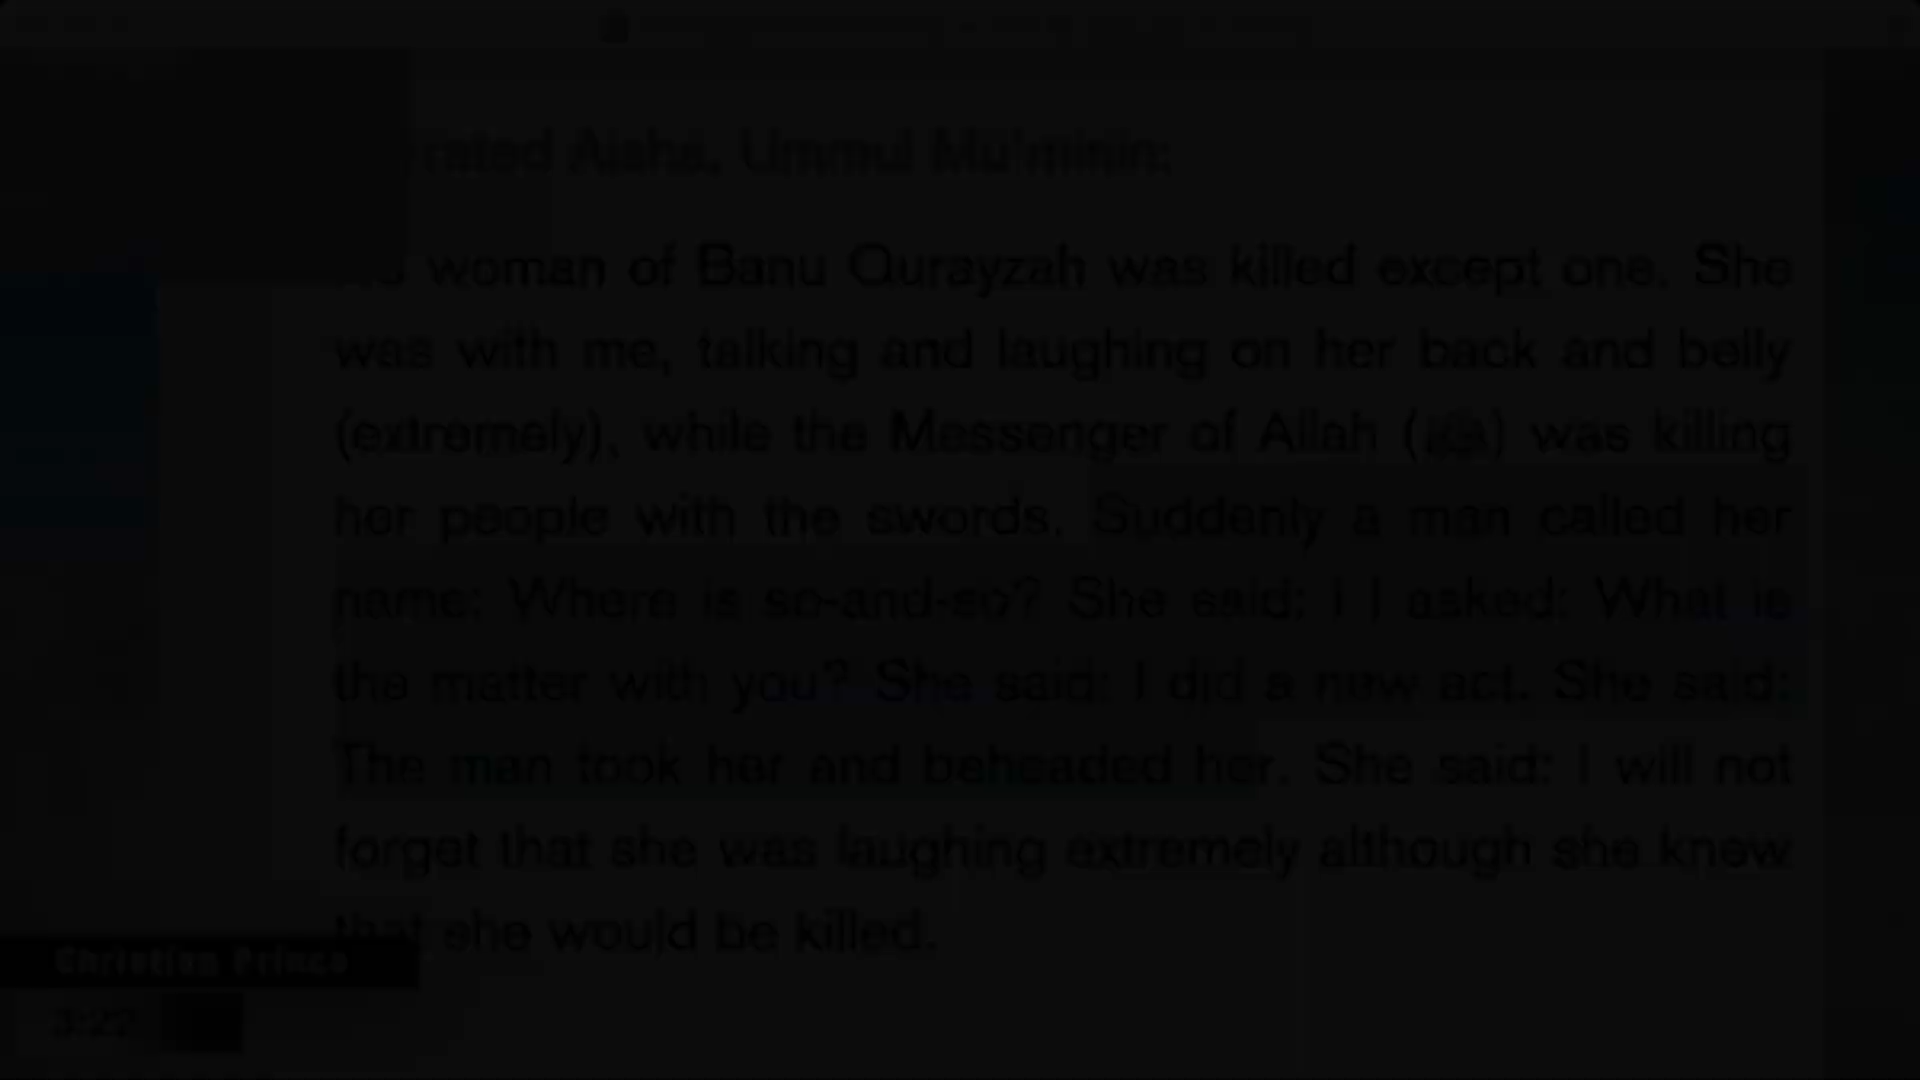 rated Aisha, Ummul Mu'minin:
woman of Banu Qurayzah was killed except one. She
was with me, talking and laughing on her back and belly
(extremely), while the Messenger of Allah (ﷺ) was killing
her people with the swords. Suddenly a man called her
name: Where is so-and-so? She said: I I asked: What is
the matter with you? She said: I did a new act. She said:
The man took her and beheaded her. She said: I will not
forget that she was laughing extremely although she knew
that she would be killed.
Christian Prince
3:22